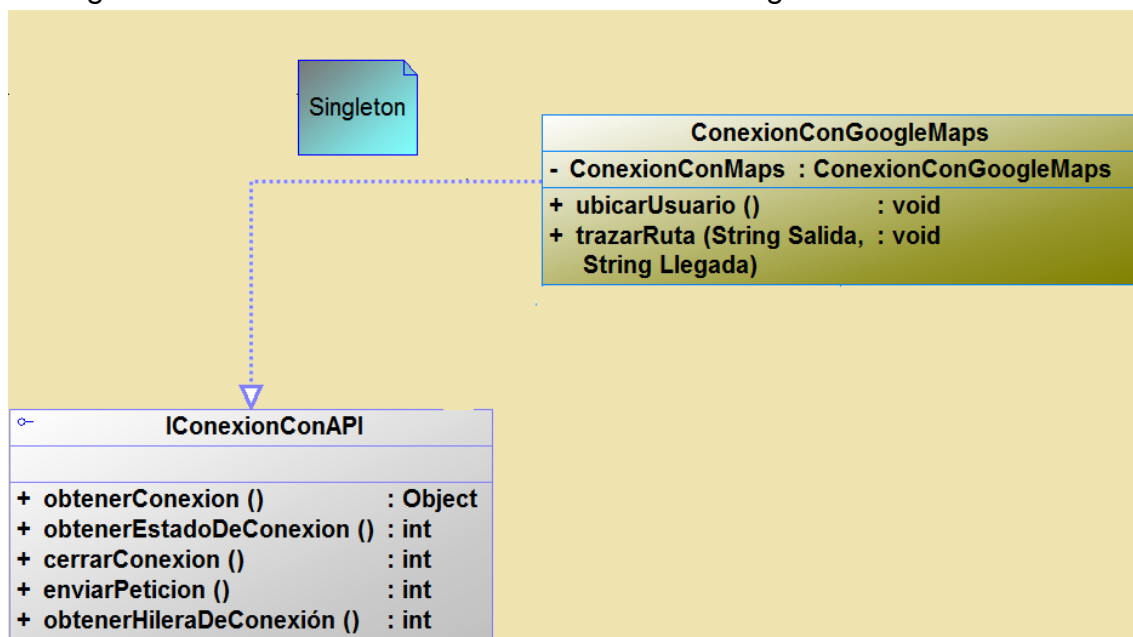 Singleton
ConexionConGoogleMaps
- ConexionConMaps : ConexionConGoogleMaps
+ ubicarUsuario () : void
+ trazarRuta (String Salida, : void
String Llegada)
IConexionConAPI
+ obtenerConexion () : Object
+ obtenerEstadoDeConexion () : int
+ cerrarConexion () : int
+ enviarPeticion () : int
+ obtenerHileraDeConexión () : int